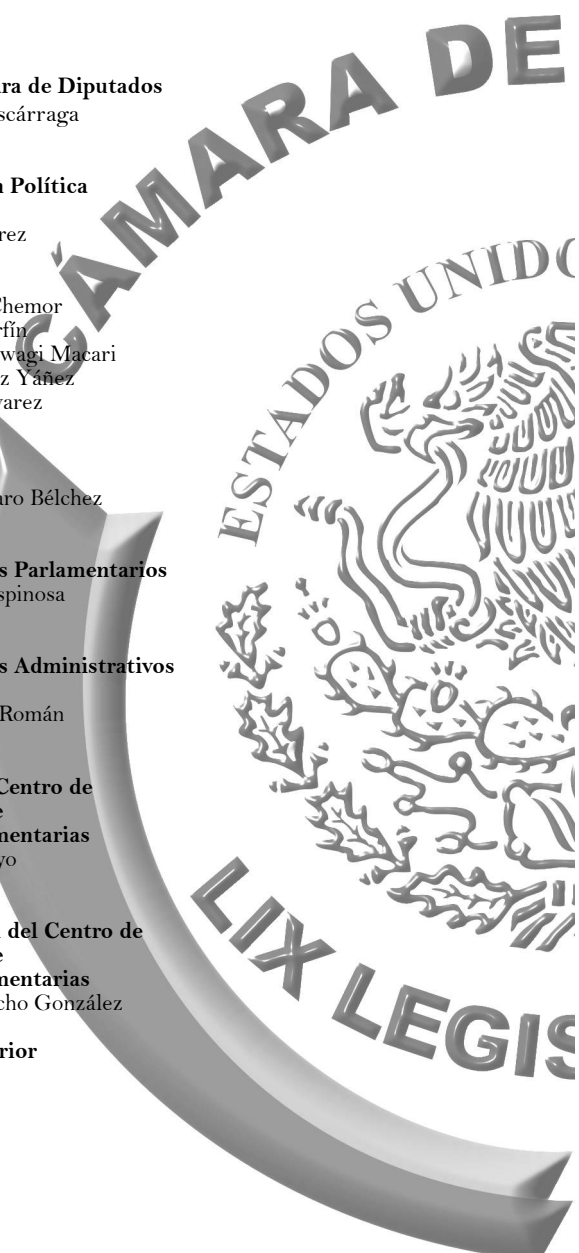 ra de Diputados
scárraga
n Política
rez
Chemor
rfín
wagi Macari
z Yáñez
varez
aro Bélchez
s Parlamentarios
spinosa
s Administrativos
Román
Centro de
e
mentarias
yo
n del Centro de
e
mentarias
cho González
rior
CÁMARA DE
ESTADOS UNIDO
LIX LEGIS